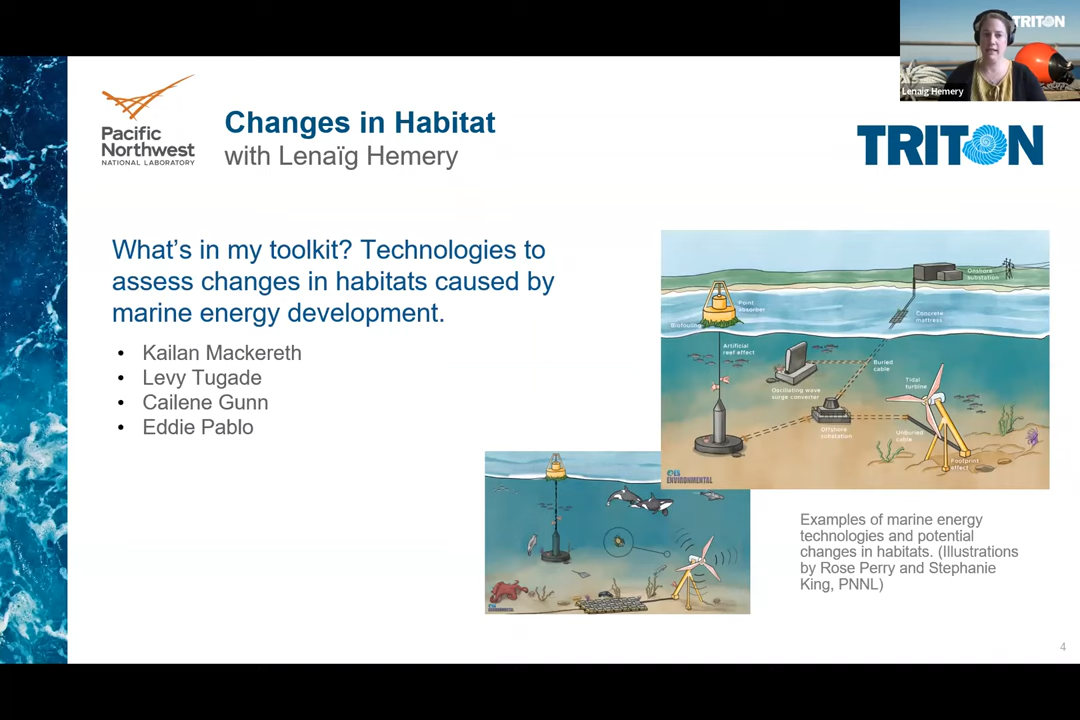 TRITON
Lenaïg Hemery
Pacific
Northwest
NATIONAL LABORATORY
Changes in Habitat
with Lenaïg Hemery
TRITON
What's in my toolkit? Technologies to
assess changes in habitats caused by
marine energy development.
• Kailan Mackereth
• Levy Tugade
• Cailene Gunn
• Eddie Pablo
Onshore
substation
Point
absorber
Biofouling
Concrete
mattress
Artificial
reef effect
Buried
cable
Oscillating wave
surge converter
Tidal
turbine
Offshore
substation
Unburied
cable
Footprint
effect
ENVIRONMENTAL
Examples of marine energy
technologies and potential
changes in habitats. (Illustrations
by Rose Perry and Stephanie
King, PNNL)
4